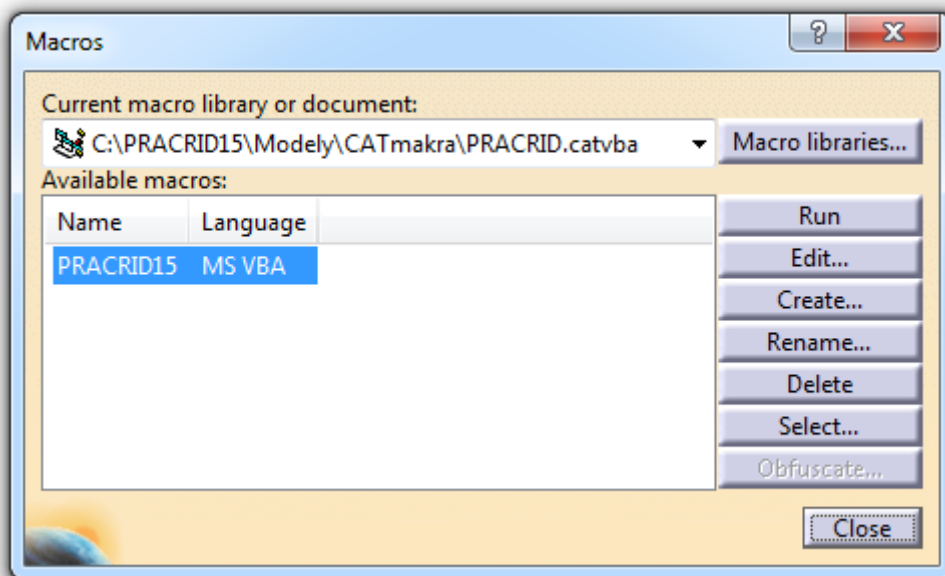 Macros
?
X
Current macro library or document:
C:\PRACRID15\Modely\CATmakra\PRACRID.catvba
Macro libraries...
Available macros:
Name Language
PRACRID15 MS VBA
Run
Edit...
Create...
Rename...
Delete
Select...
Obfuscate...
Close